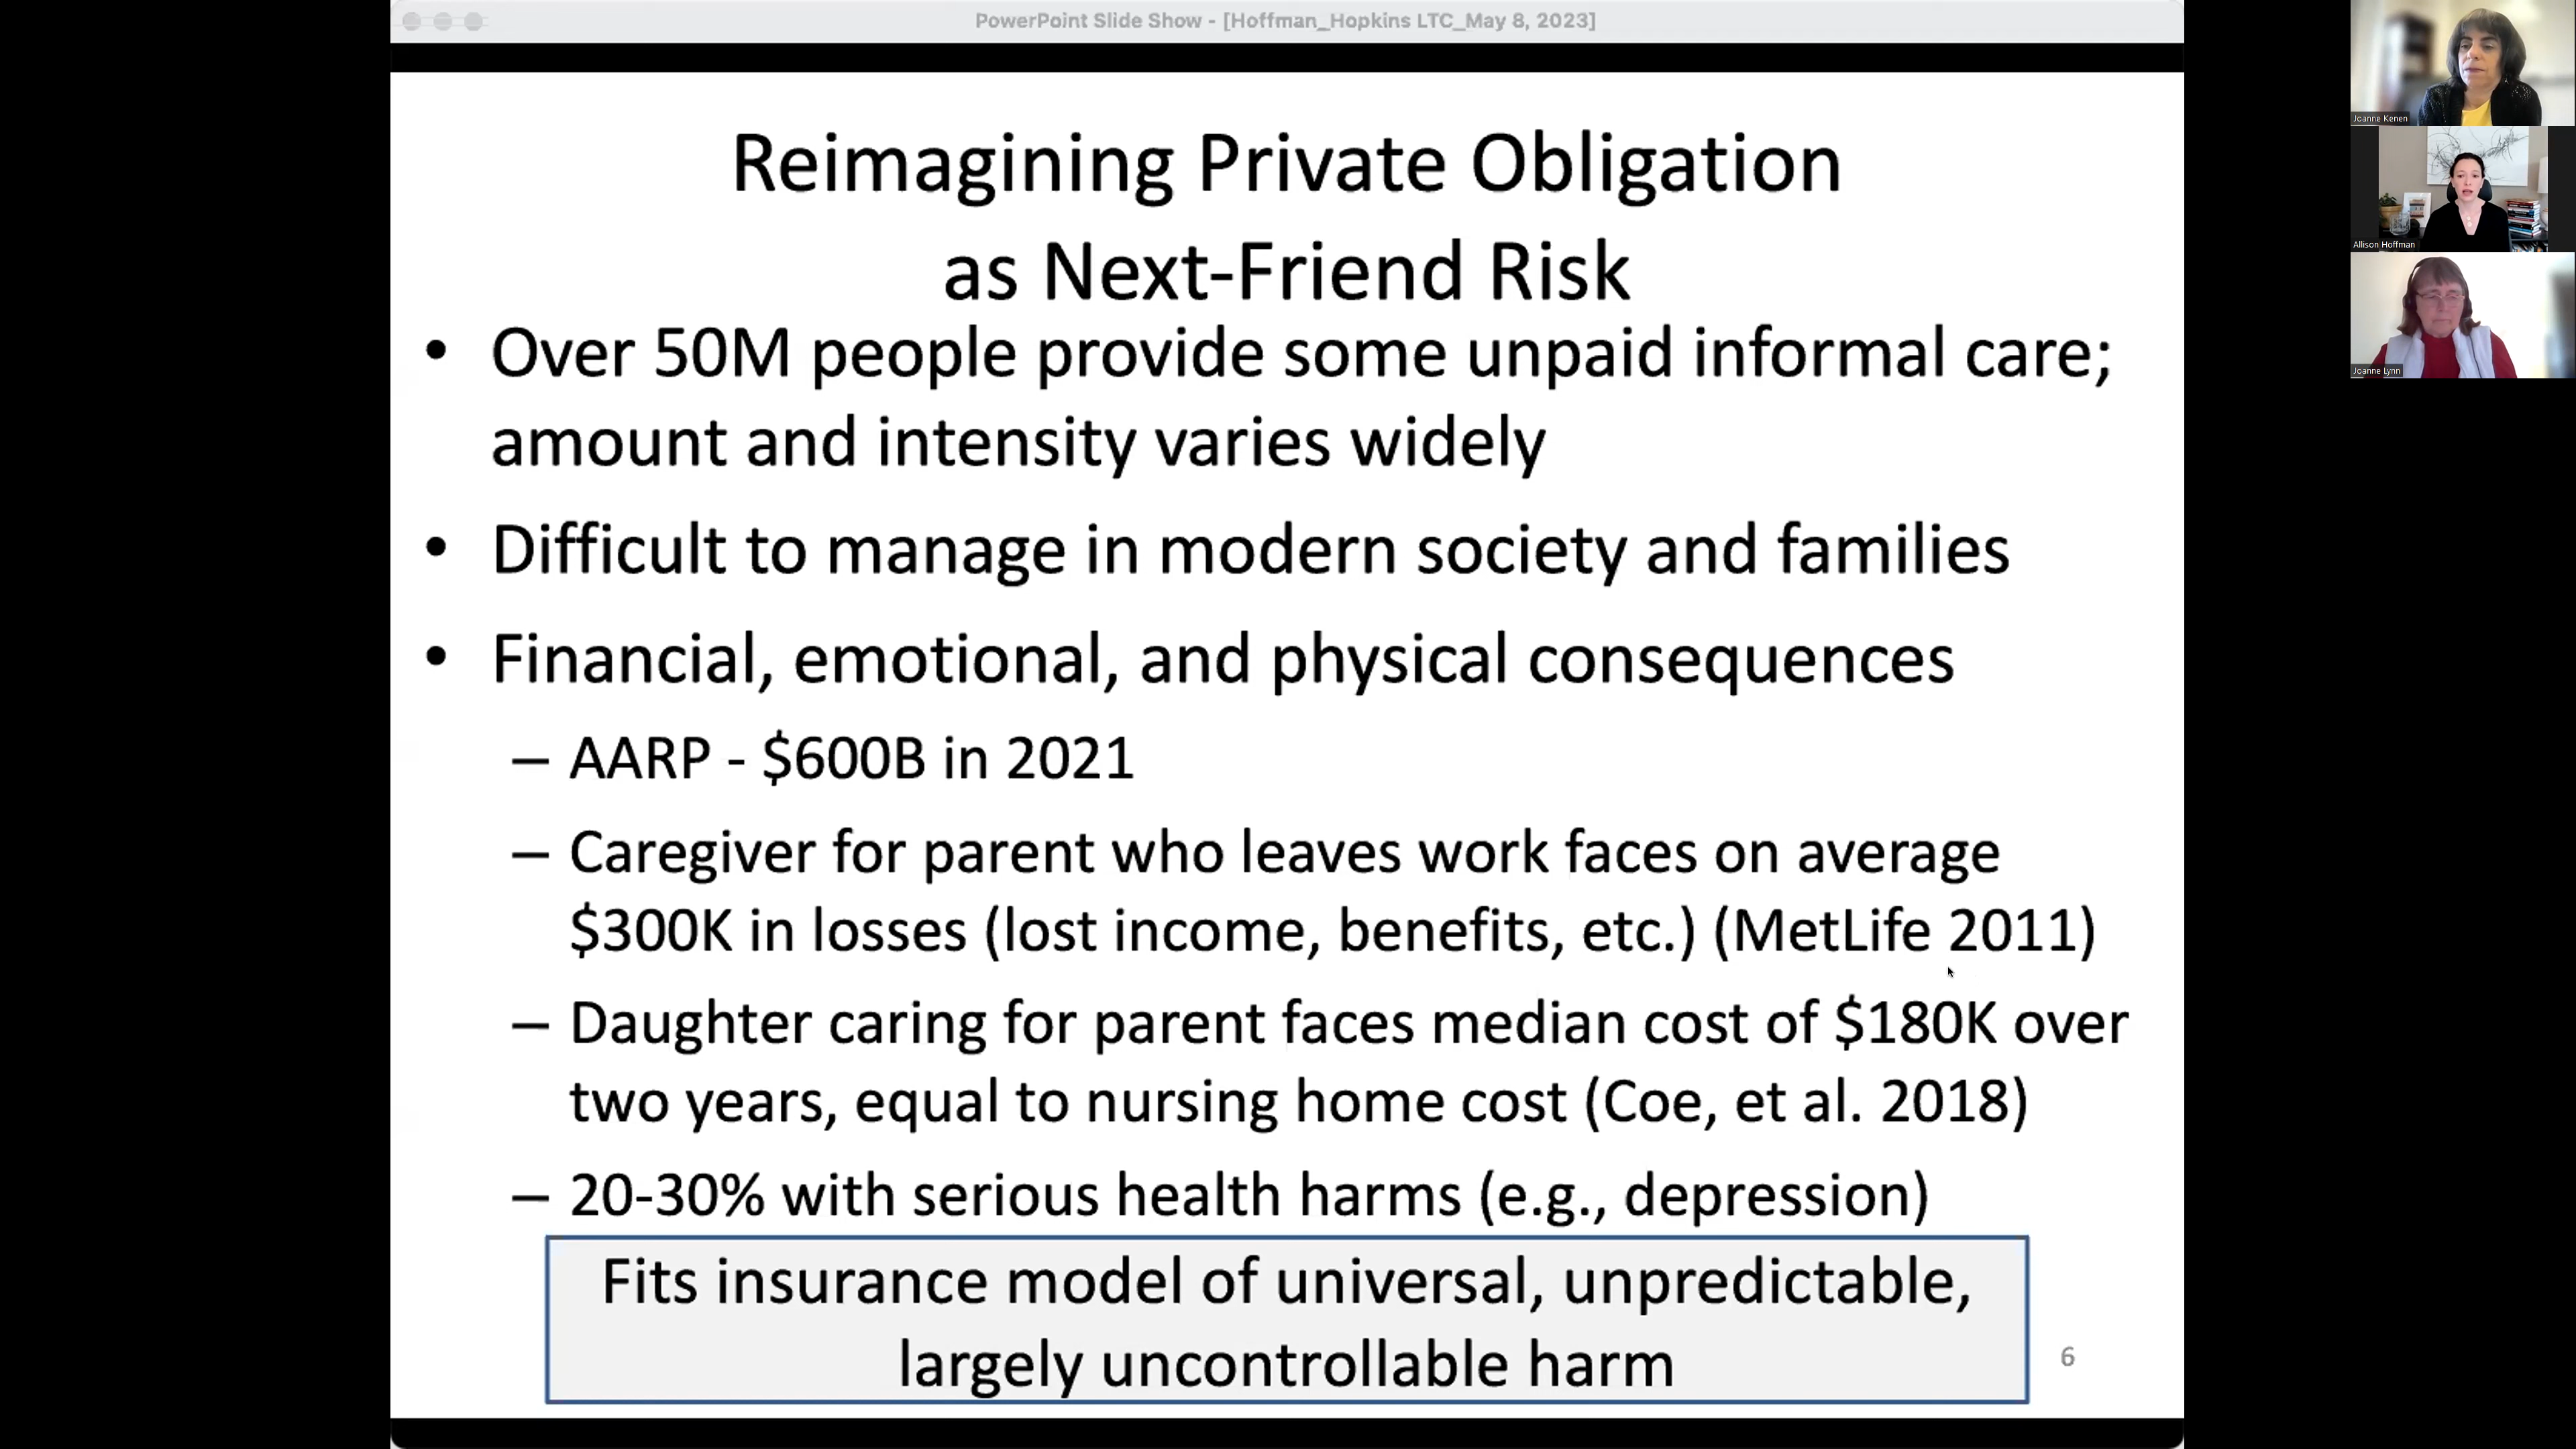 PowerPoint Slide Show - [Hoffman_Hopkins LTC_May 8, 2023]
Reimagining Private Obligation
as Next-Friend Risk
• Over 50M people provide some unpaid informal care;
amount and intensity varies widely
• Difficult to manage in modern society and families
• Financial, emotional, and physical consequences
– AARP - $600B in 2021
– Caregiver for parent who leaves work faces on average
$300K in losses (lost income, benefits, etc.) (MetLife 2011)
– Daughter caring for parent faces median cost of $180K over
two years, equal to nursing home cost (Coe, et al. 2018)
– 20-30% with serious health harms (e.g., depression)
Fits insurance model of universal, unpredictable,
largely uncontrollable harm
6
Joanne Kenen
Allison Hoffman
Joanne Lynn